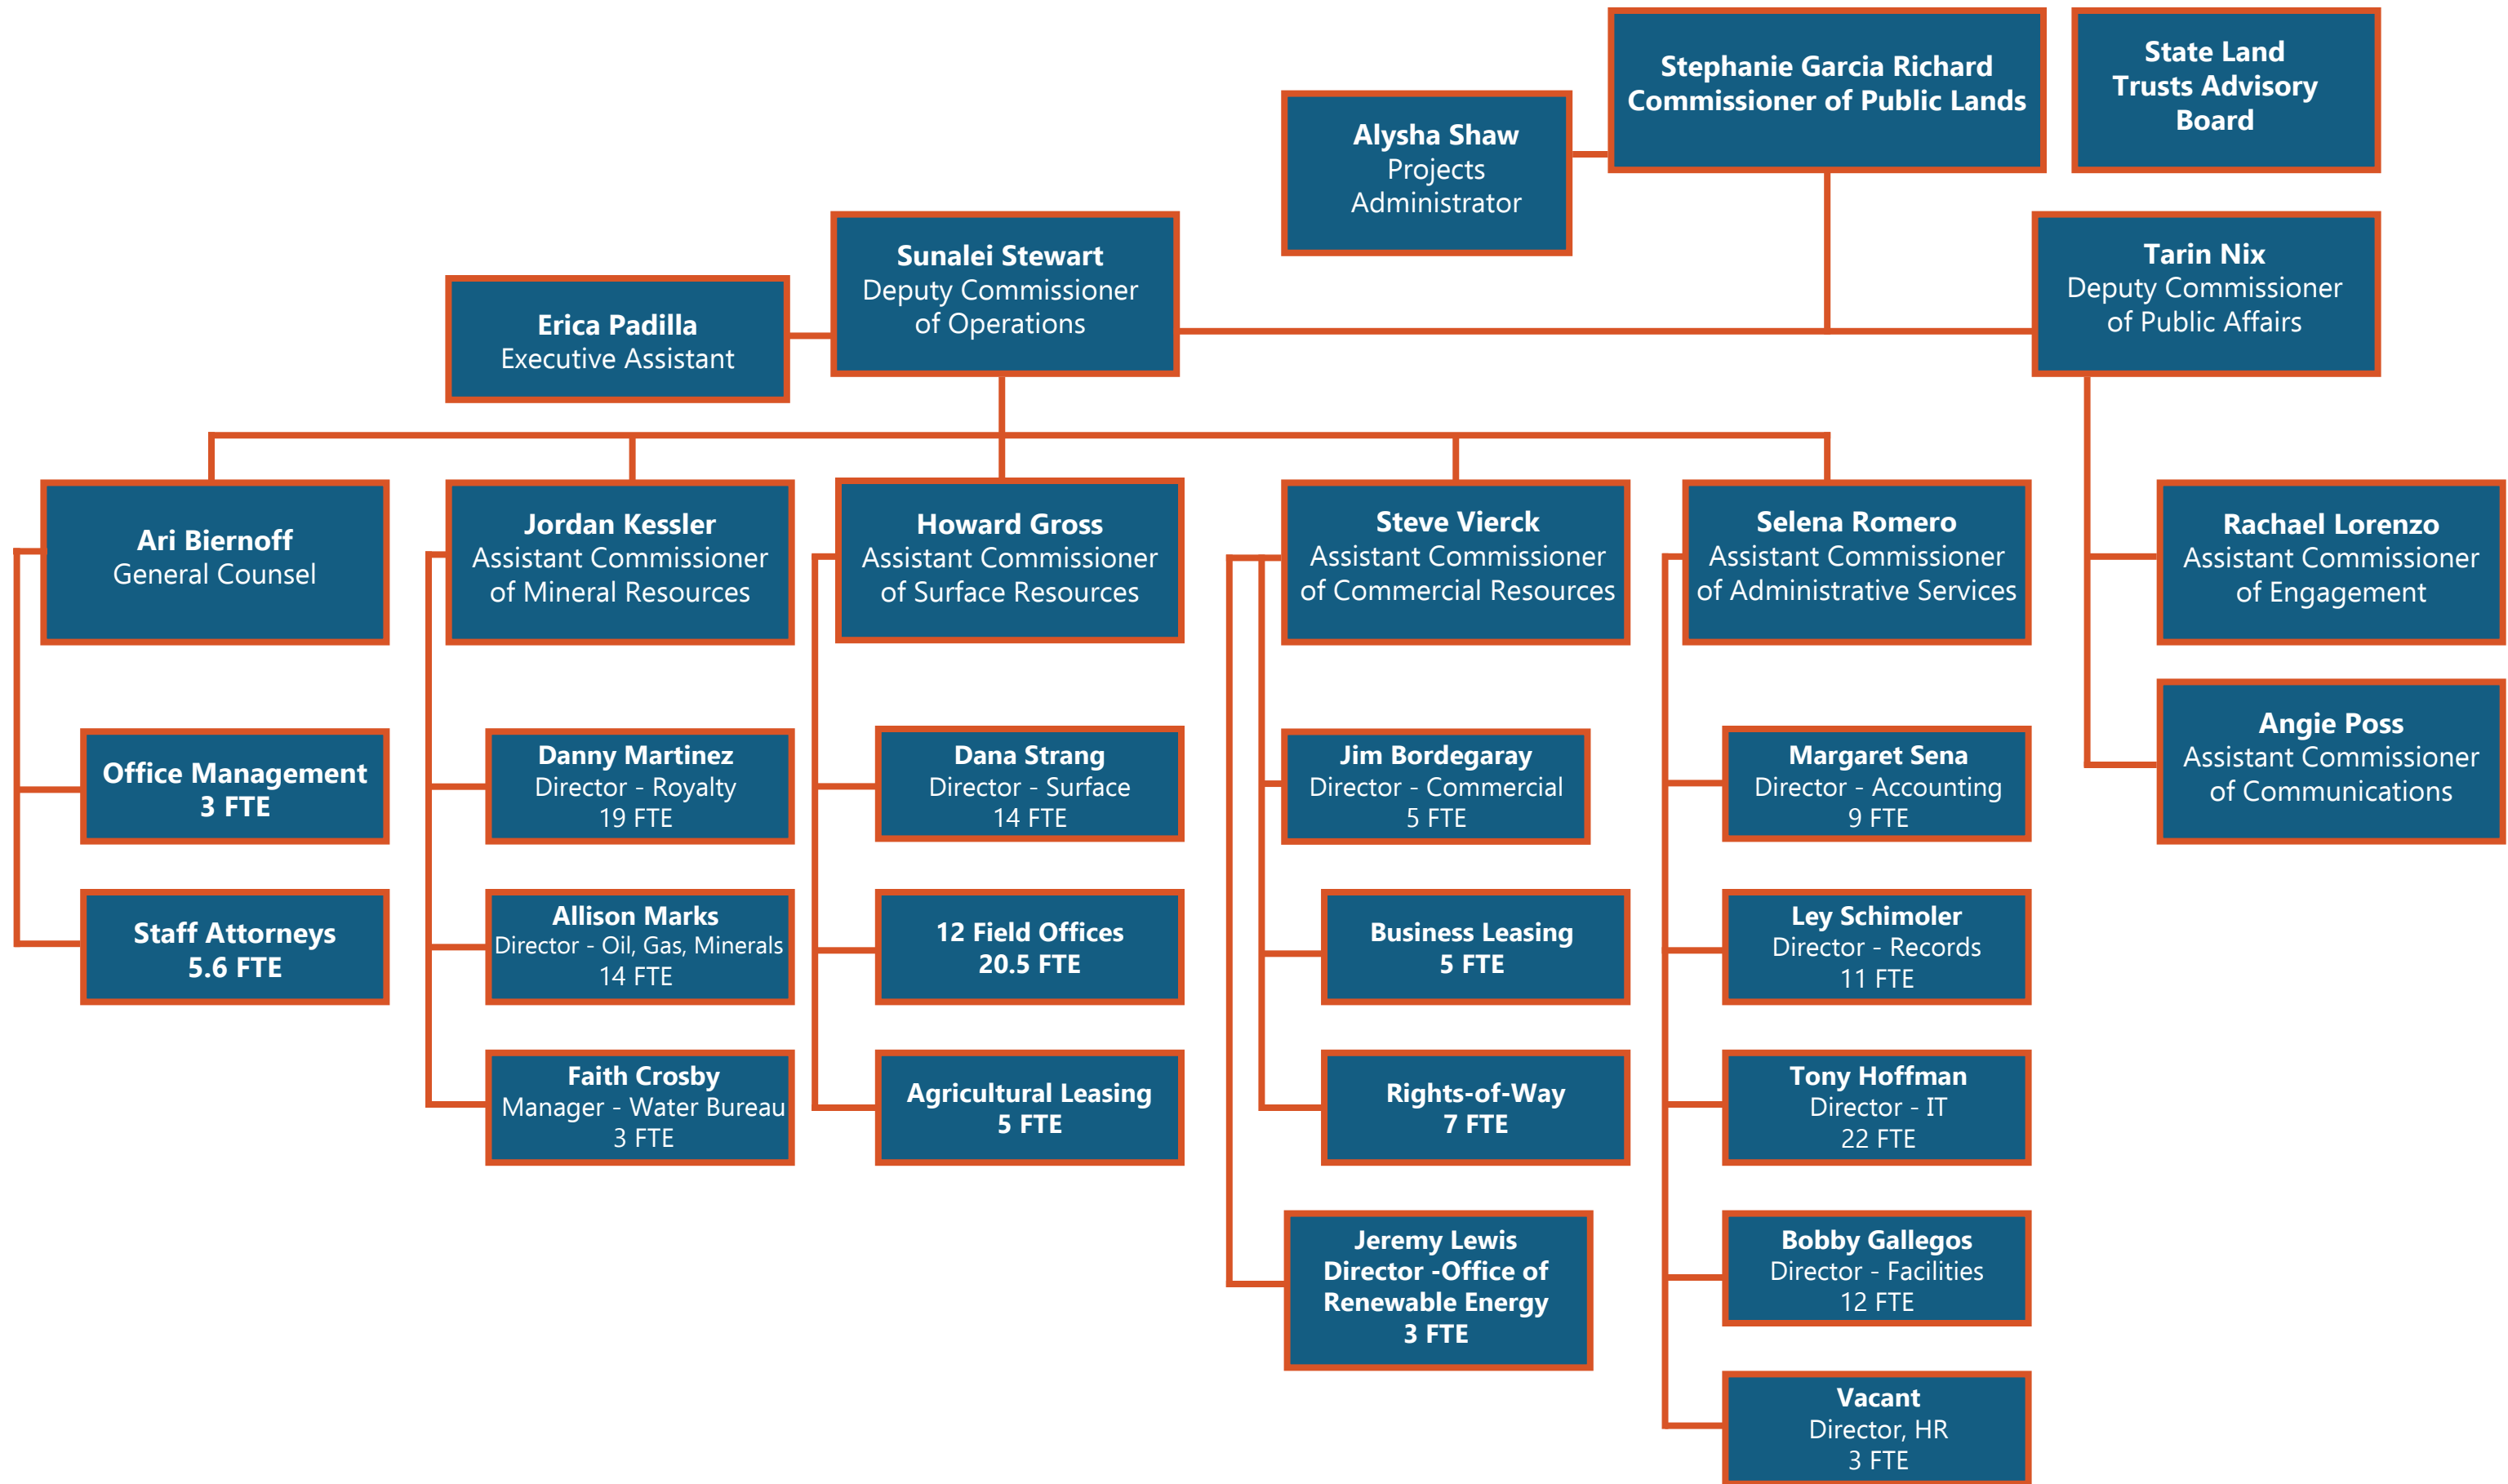 Stephanie Garcia Richard
Commissioner of Public Lands
State Land
Trusts Advisory
Board
Alysha Shaw
Projects
Administrator
Sunalei Stewart
Deputy Commissioner
of Operations
Tarin Nix
Deputy Commissioner
of Public Affairs
Erica Padilla
Executive Assistant
Ari Biernoff
General Counsel
Jordan Kessler
Assistant Commissioner
of Mineral Resources
Howard Gross
Assistant Commissioner
of Surface Resources
Steve Vierck
Assistant Commissioner
of Commercial Resources
Selena Romero
Assistant Commissioner
of Administrative Services
Rachael Lorenzo
Assistant Commissioner
of Engagement
Angie Poss
Assistant Commissioner
of Communications
Office Management
3 FTE
Danny Martinez
Director - Royalty
19 FTE
Dana Strang
Director - Surface
14 FTE
Jim Bordegaray
Director - Commercial
5 FTE
Margaret Sena
Director - Accounting
9 FTE
Staff Attorneys
5.6 FTE
Allison Marks
Director - Oil, Gas, Minerals
14 FTE
12 Field Offices
20.5 FTE
Business Leasing
5 FTE
Ley Schimoler
Director - Records
11 FTE
Faith Crosby
Manager - Water Bureau
3 FTE
Agricultural Leasing
5 FTE
Rights-of-Way
7 FTE
Tony Hoffman
Director - IT
22 FTE
Jeremy Lewis
Director -Office of
Renewable Energy
3 FTE
Bobby Gallegos
Director - Facilities
12 FTE
Vacant
Director, HR
3 FTE